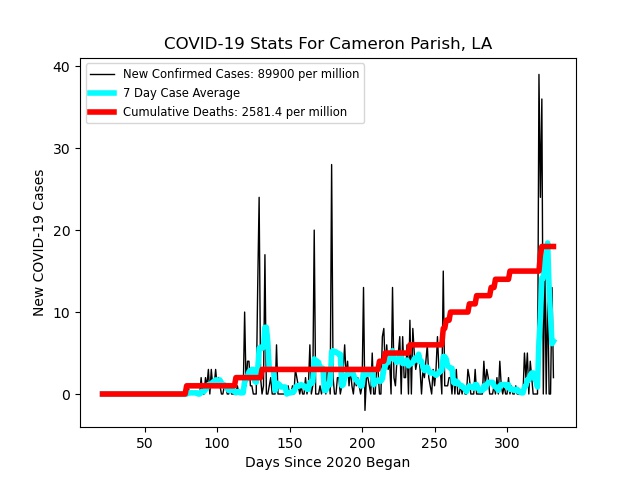 COVID-19 Stats For Cameron Parish, LA
New Confirmed Cases: 89900 per million
7 Day Case Average
Cumulative Deaths: 2581.4 per million
New COVID-19 Cases
40
30
20
10
0
50 100 150 200 250 300
Days Since 2020 Began